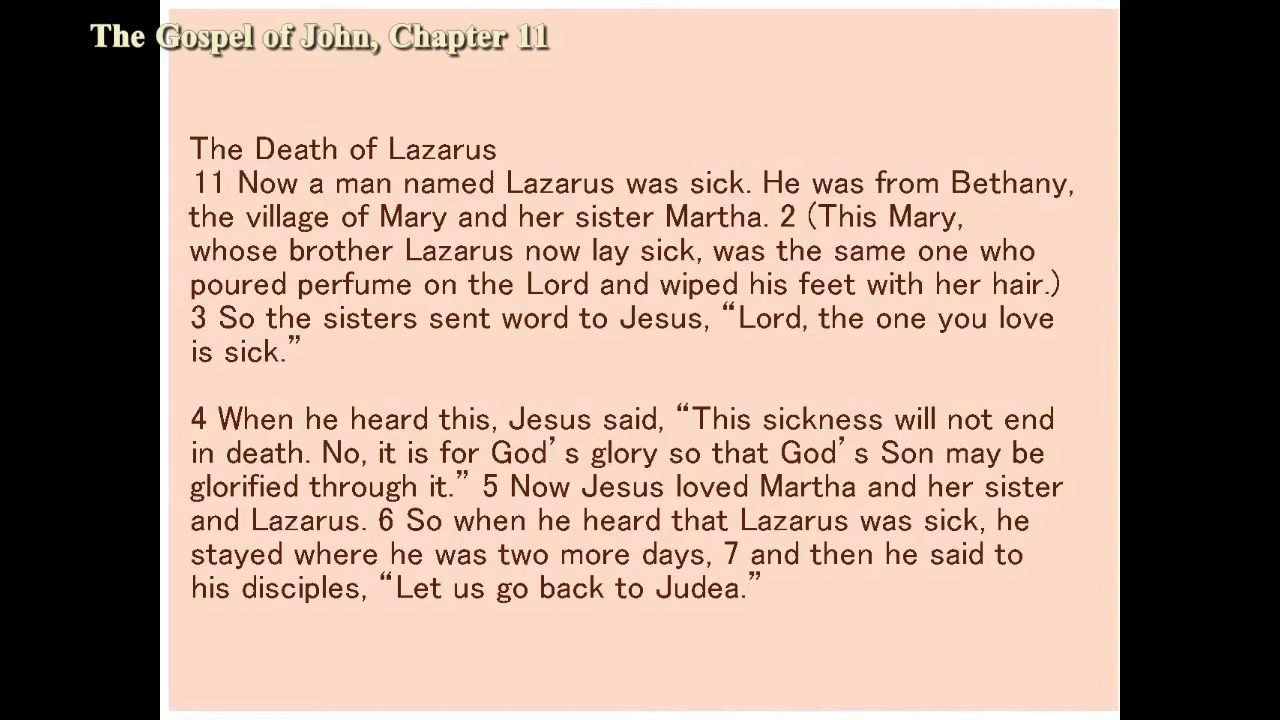 The Gospel of John, Chapter 11
The Death of Lazarus
11 Now a man named Lazarus was sick. He was from Bethany,
the village of Mary and her sister Martha. 2 (This Mary,
whose brother Lazarus now lay sick, was the same one who
poured perfume on the Lord and wiped his feet with her hair.)
3 So the sisters sent word to Jesus, “Lord, the one you love
is sick.”
4 When he heard this, Jesus said, “This sickness will not end
in death. No, it is for God’s glory so that God’s Son may be
glorified through it.” 5 Now Jesus loved Martha and her sister
and Lazarus. 6 So when he heard that Lazarus was sick, he
stayed where he was two more days, 7 and then he said to
his disciples, “Let us go back to Judea.”